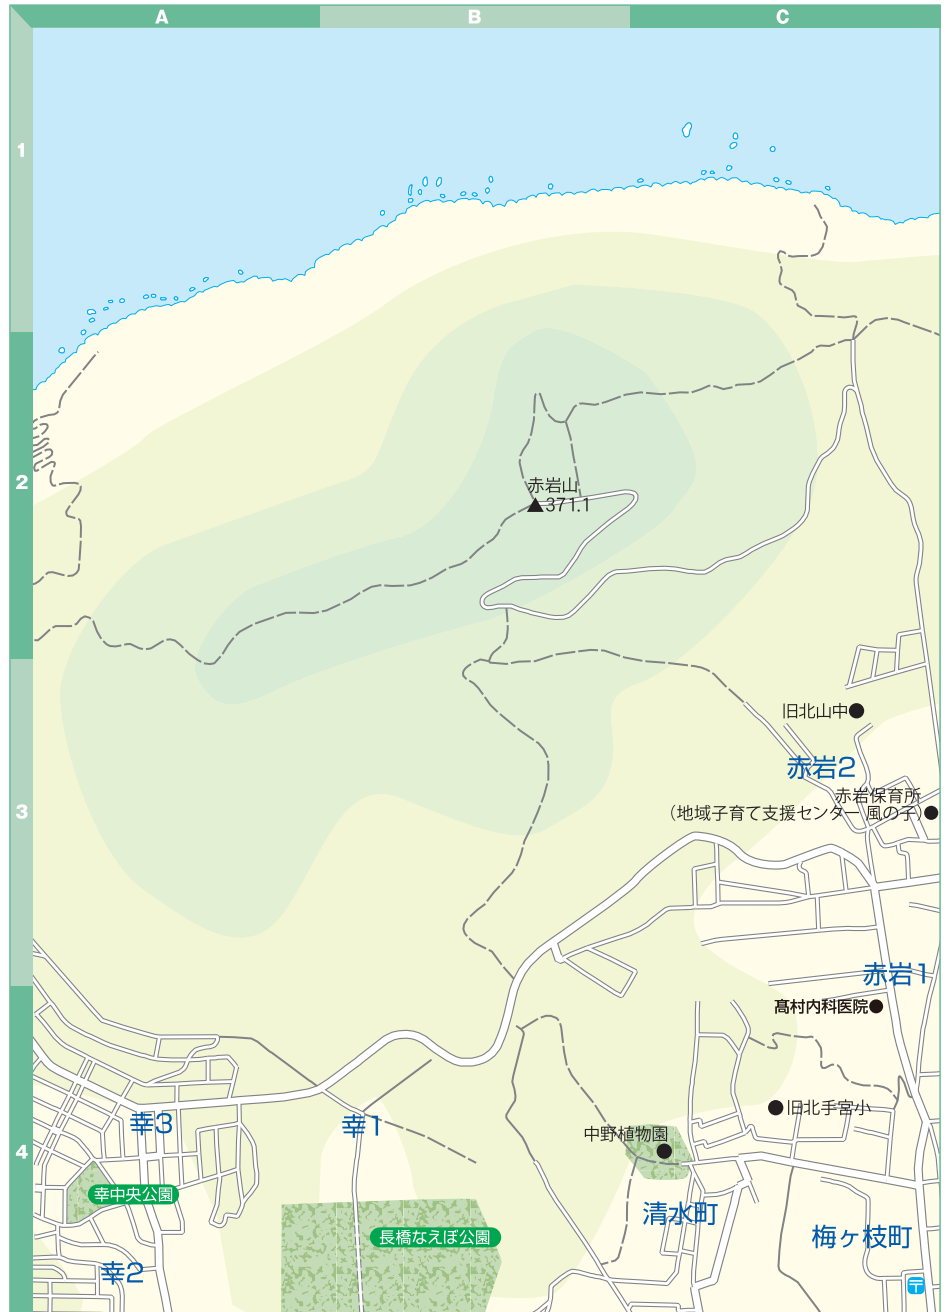 A
B
C
1
2
赤岩山
371.1
旧北山中
赤岩2
3
赤岩保育所
（地域子育て支援センター 風の子）
赤岩1
髙村内科医院
旧北手宮小
幸3
幸1
中野植物園
4
幸中央公園
清水町
長橋なえぼ公園
梅ヶ枝町
幸2
〒